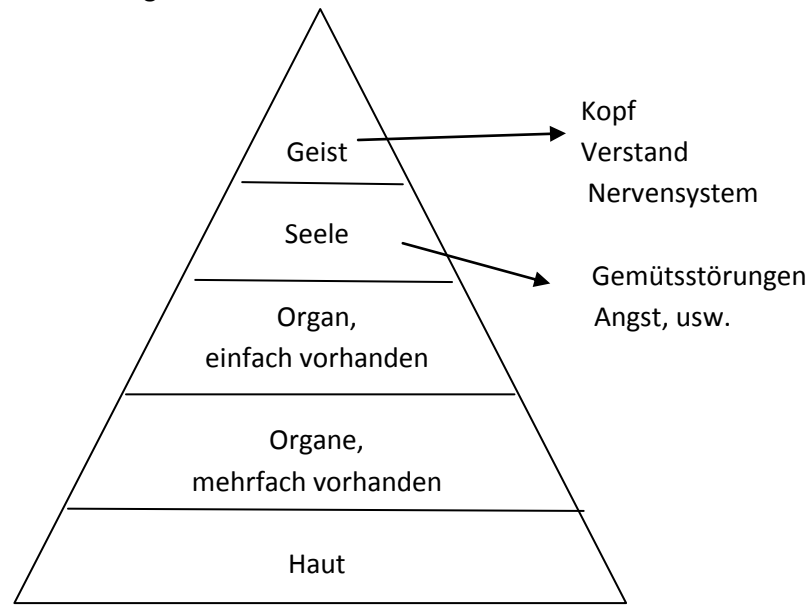 Geist
Kopf
Verstand
Nervensystem
Seele
Gemütsstörungen
Angst, usw.
Organ,
einfach vorhanden
Organe,
mehrfach vorhanden
Haut